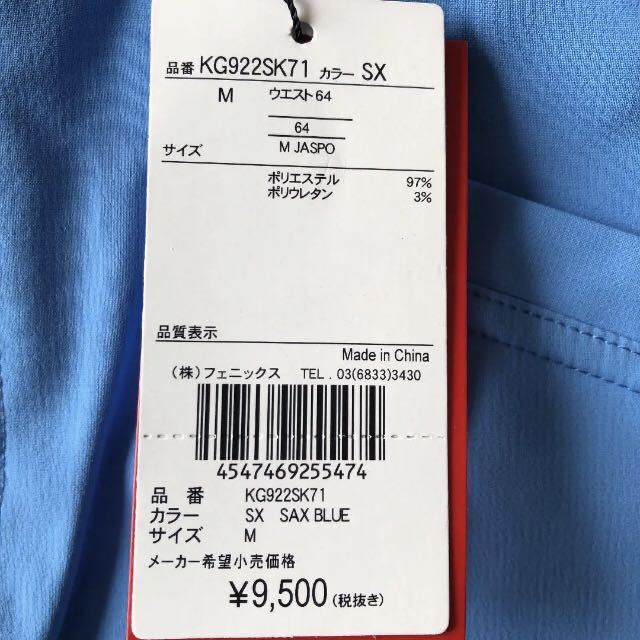 品番 KG922SK71 カラー SX
M ウエスト64
64
サイズ M JASPO
ポリエステル 97%
ポリウレタン 3%
品質表示
Made in China
(株)フェニックス TEL . 03(6833)3430
4547469255474
品 番 KG922SK71
カラー SX SAX BLUE
サイズ M
メーカー希望小売価格
¥9,500 (税抜き)